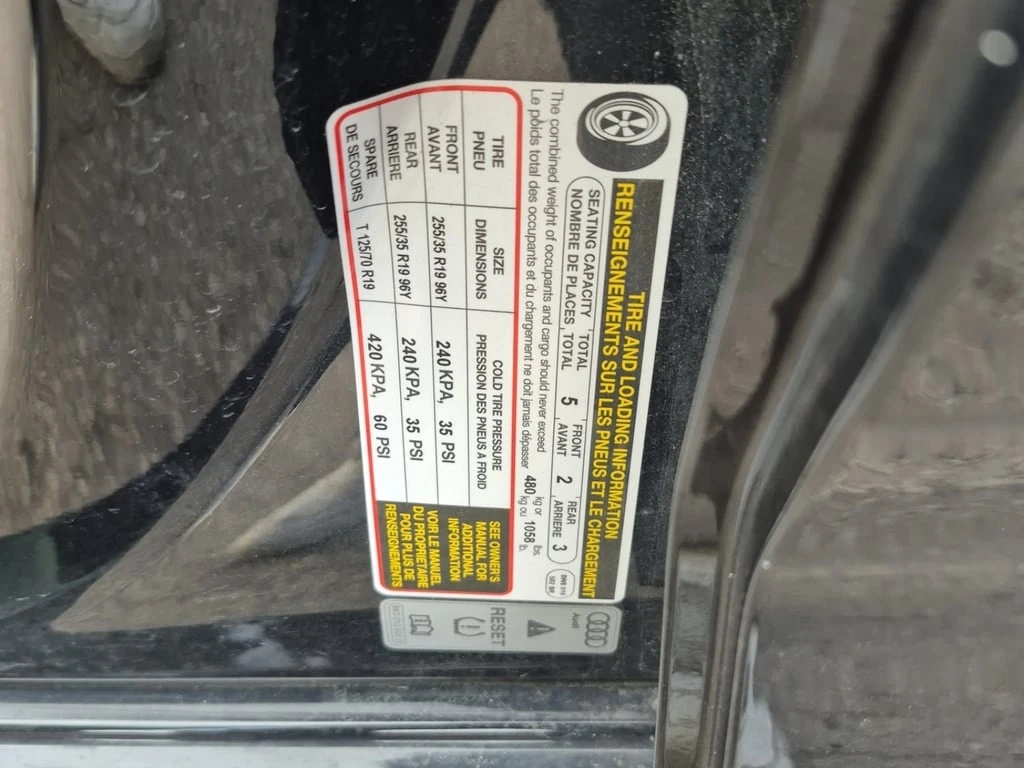 TIRE AND LOADING INFORMATION
RENSEIGNEMENTS SUR LES PNEUS ET LE CHARGEMENT
SEATING CAPACITY TOTAL 5 FRONT 2 REAR 3
NOMBRE DE PLACES TOTAL AVANT ARRIERE
The combined weight of occupants and cargo should never exceed 480 kg or 1058 lbs.
Le poids total des occupants et du chargement ne doit jamais dépasser kg ou lb.
TIRE SIZE COLD TIRE PRESSURE
PNEU DIMENSIONS PRESSION DES PNEUS A FROID
FRONT 255/35 R19 96Y 240 KPA, 35 PSI
AVANT
REAR 255/35 R19 96Y 240 KPA, 35 PSI
ARRIERE
SPARE T 125/70 R19 420 KPA, 60 PSI
DE SECOURS
SEE OWNER'S
MANUAL FOR
ADDITIONAL
INFORMATION
VOIR LE MANUEL
DU PROPRIETAIRE
POUR PLUS DE
RENSEIGNEMENTS
Audi
RESET